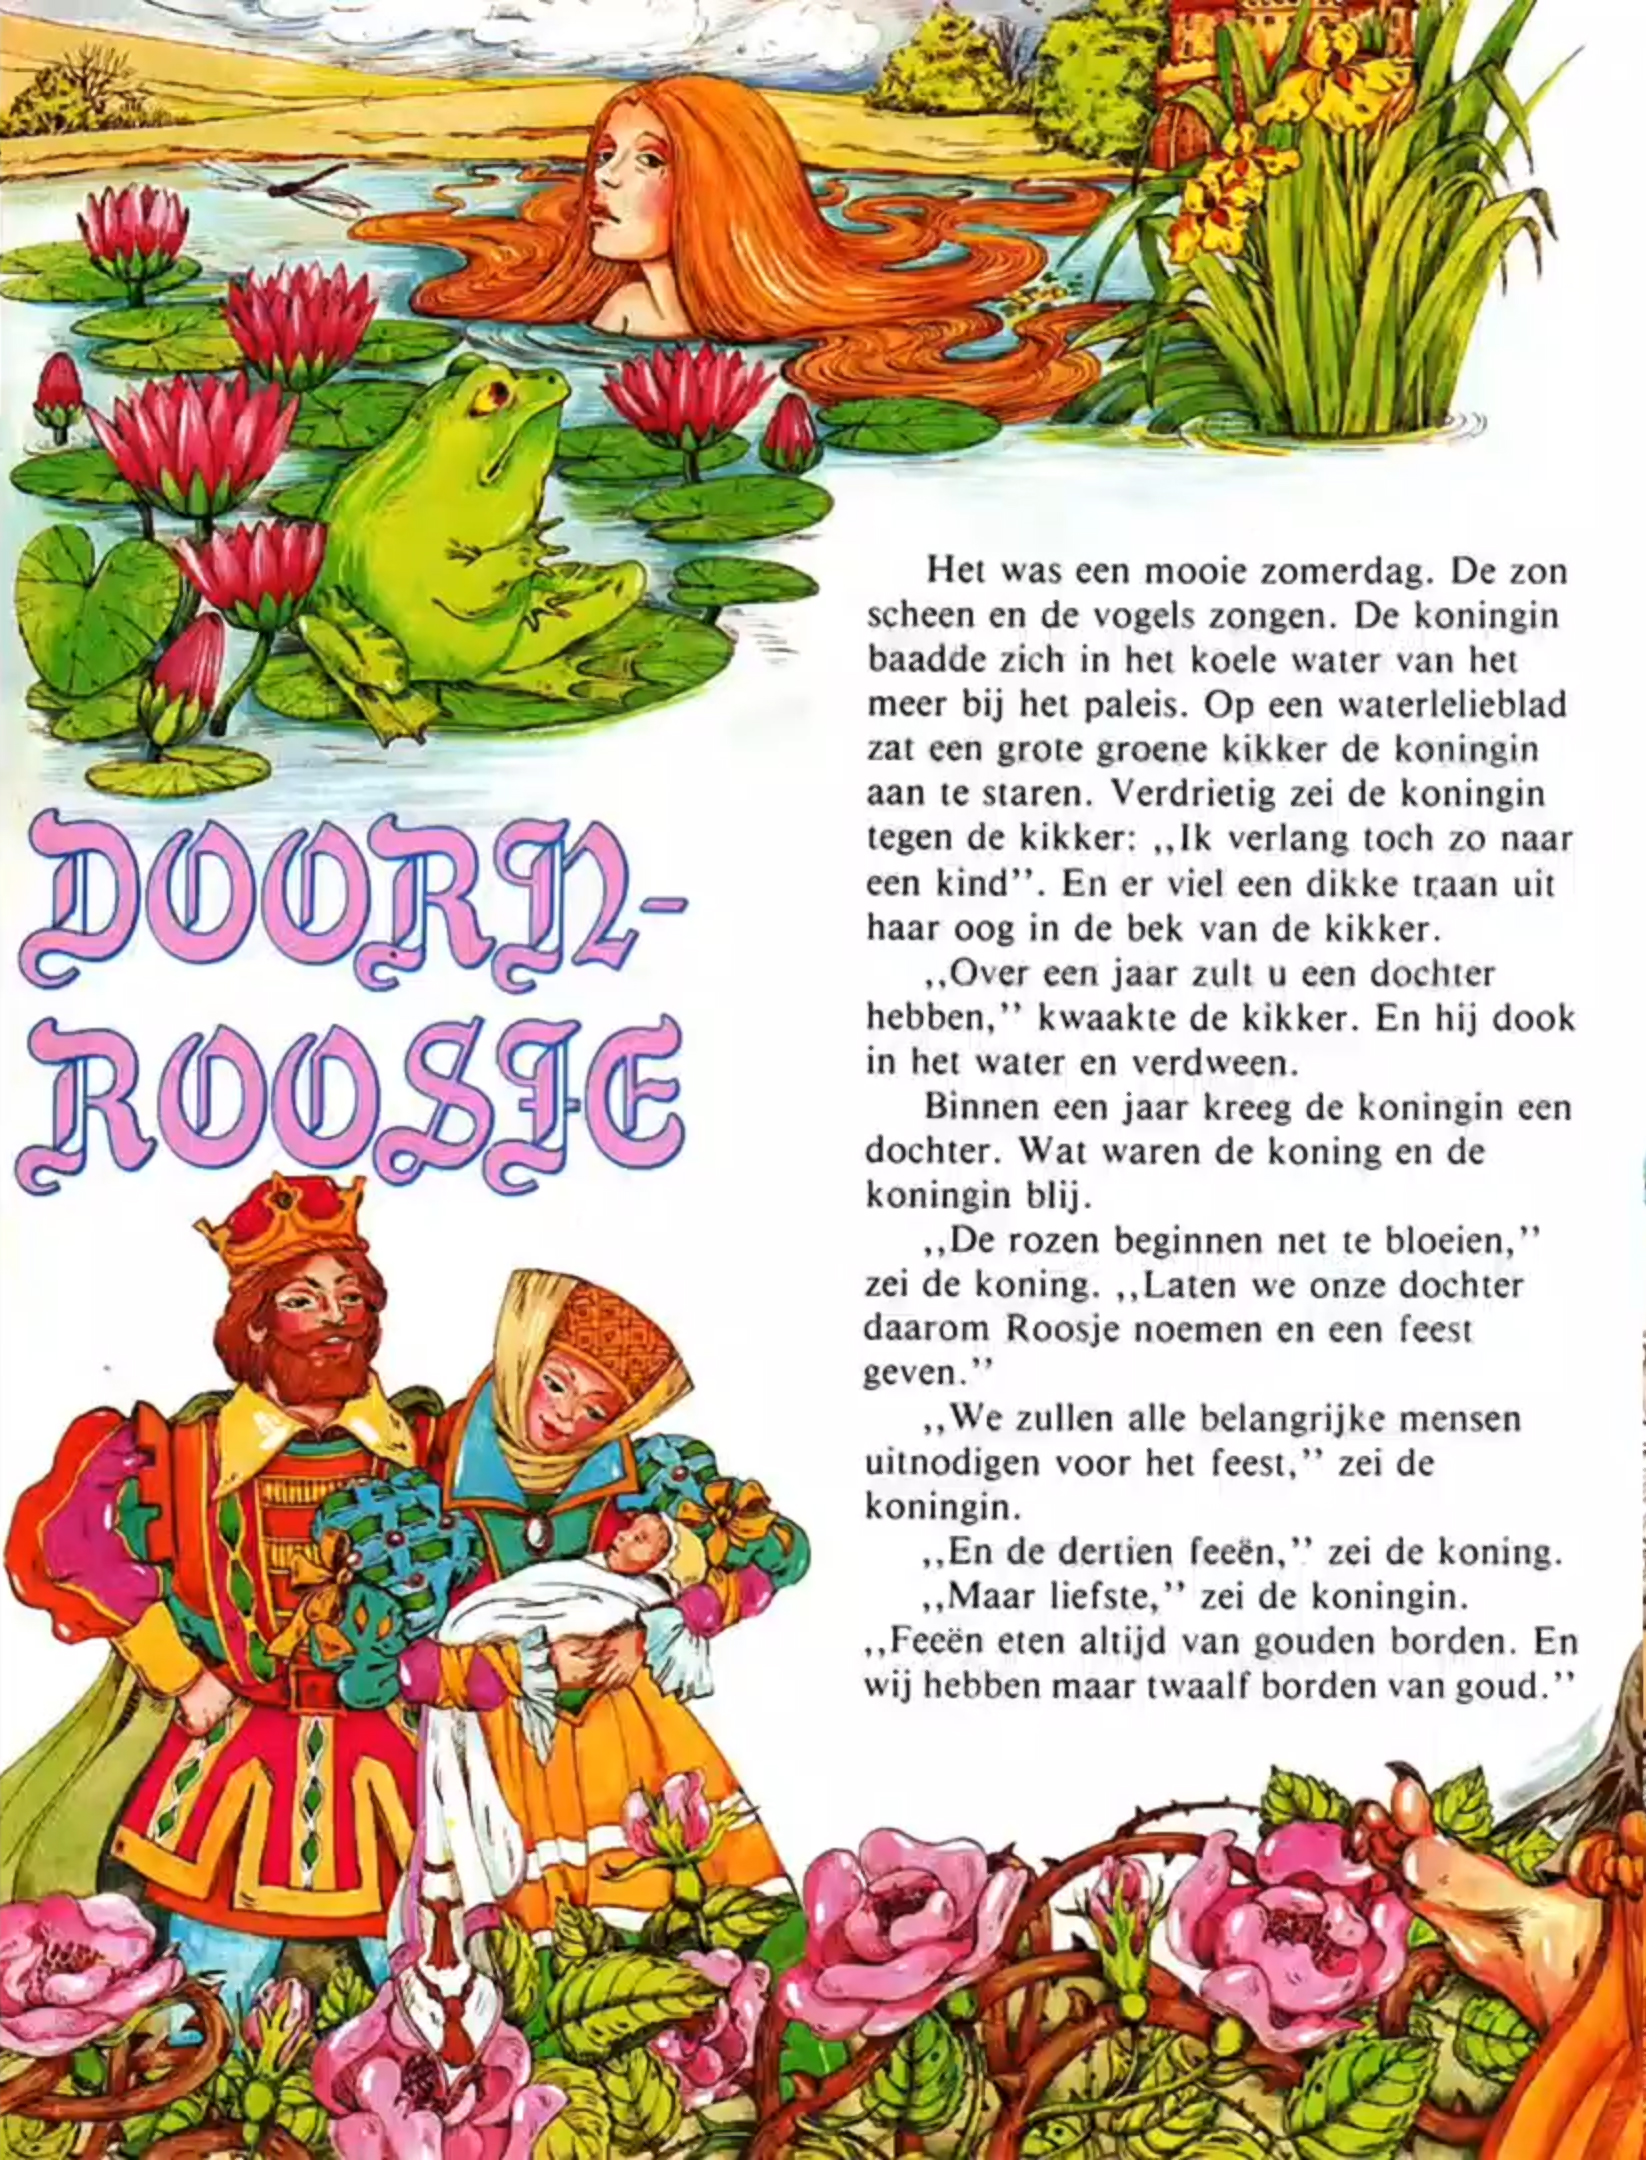 DOORN-
ROOSJE
Het was een mooie zomerdag. De zon
scheen en de vogels zongen. De koningin
baadde zich in het koele water van het
meer bij het paleis. Op een waterlelieblad
zat een grote groene kikker de koningin
aan te staren. Verdrietig zei de koningin
tegen de kikker: ,,Ik verlang toch zo naar
een kind’’. En er viel een dikke traan uit
haar oog in de bek van de kikker.
,,Over een jaar zult u een dochter
hebben,’’ kwaakte de kikker. En hij dook
in het water en verdween.
Binnen een jaar kreeg de koningin een
dochter. Wat waren de koning en de
koningin blij.
,,De rozen beginnen net te bloeien,’’
zei de koning. ,,Laten we onze dochter
daarom Roosje noemen en een feest
geven.’’
,,We zullen alle belangrijke mensen
uitnodigen voor het feest,’’ zei de
koningin.
,,En de dertien feeën,’’ zei de koning.
,,Maar liefste,’’ zei de koningin.
,,Feeën eten altijd van gouden borden. En
wij hebben maar twaalf borden van goud.’’